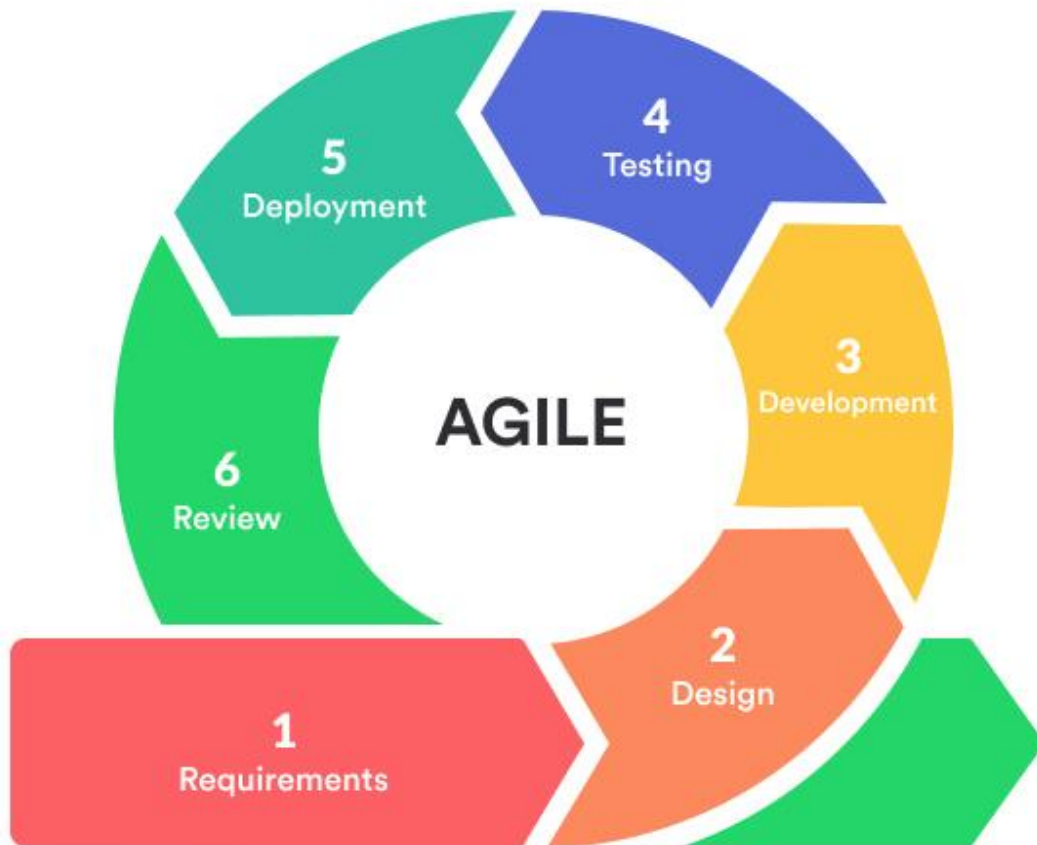 4
Testing
5
Deployment
3
Development
AGILE
6
Review
2
Design
1
Requirements